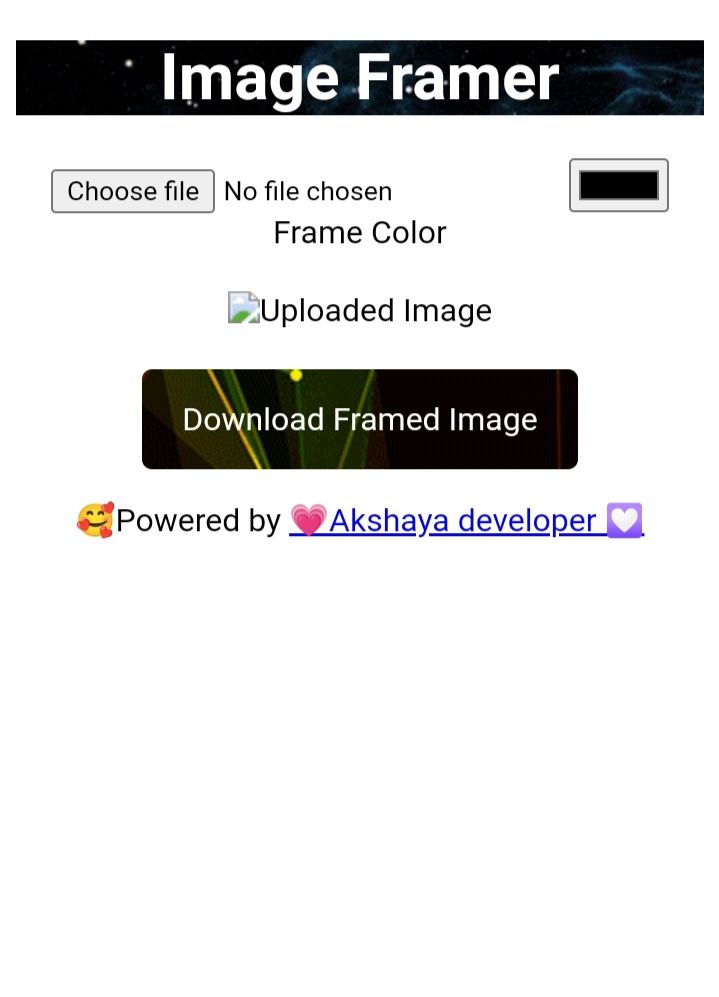 Image Framer
Choose file No file chosen
Frame Color
Uploaded Image
Download Framed Image
🥰Powered by 💗Akshaya developer 💟